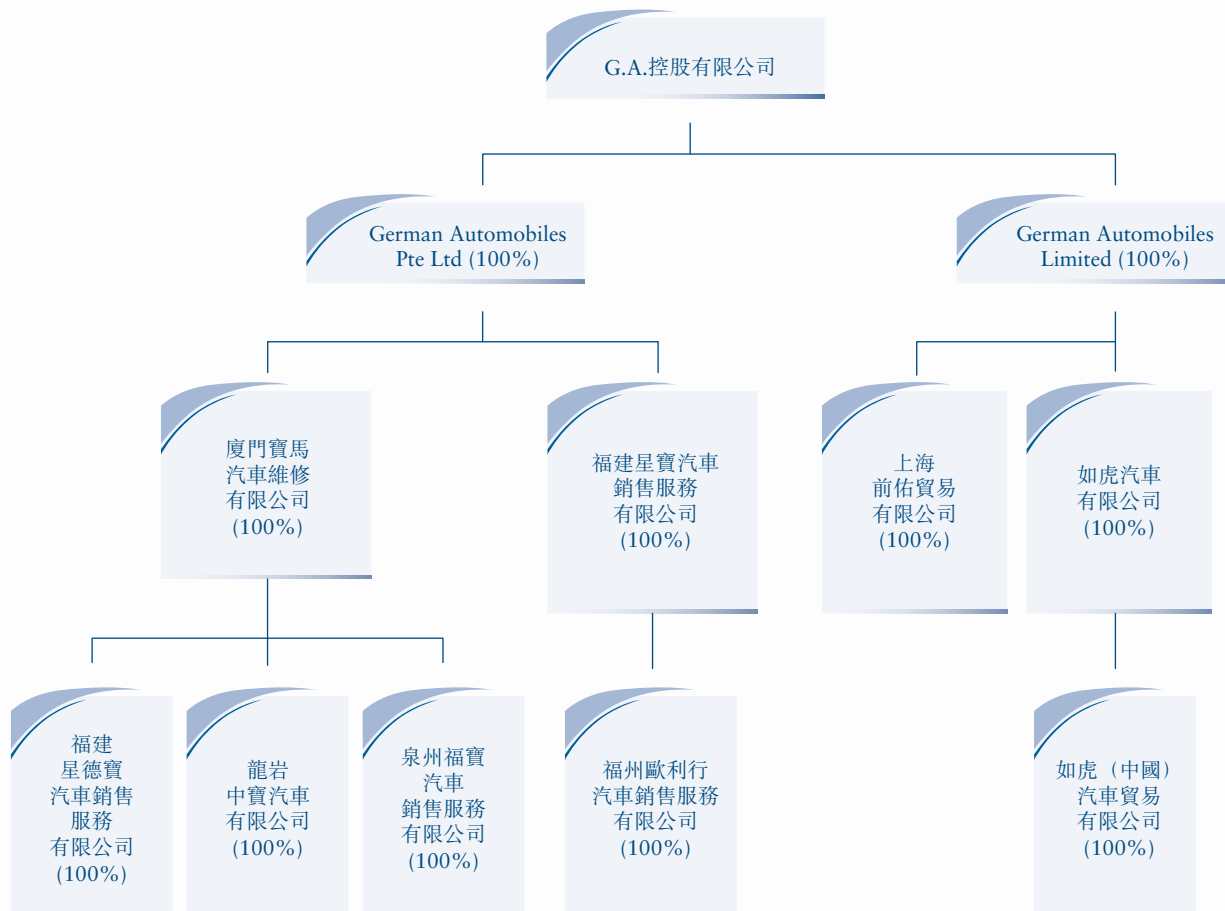 G.A.控股有限公司
German Automobiles
Pte Ltd (100%)
German Automobiles
Limited (100%)
廈門寶馬
汽車維修
有限公司
(100%)
福建星寶汽車
銷售服務
有限公司
(100%)
上海
前佑貿易
有限公司
(100%)
如虎汽車
有限公司
(100%)
福建
星德寶
汽車銷售
服務
有限公司
(100%)
龍岩
中寶汽車
有限公司
(100%)
泉州福寶
汽車
銷售服務
有限公司
(100%)
福州歐利行
汽車銷售服務
有限公司
(100%)
如虎（中國）
汽車貿易
有限公司
(100%)